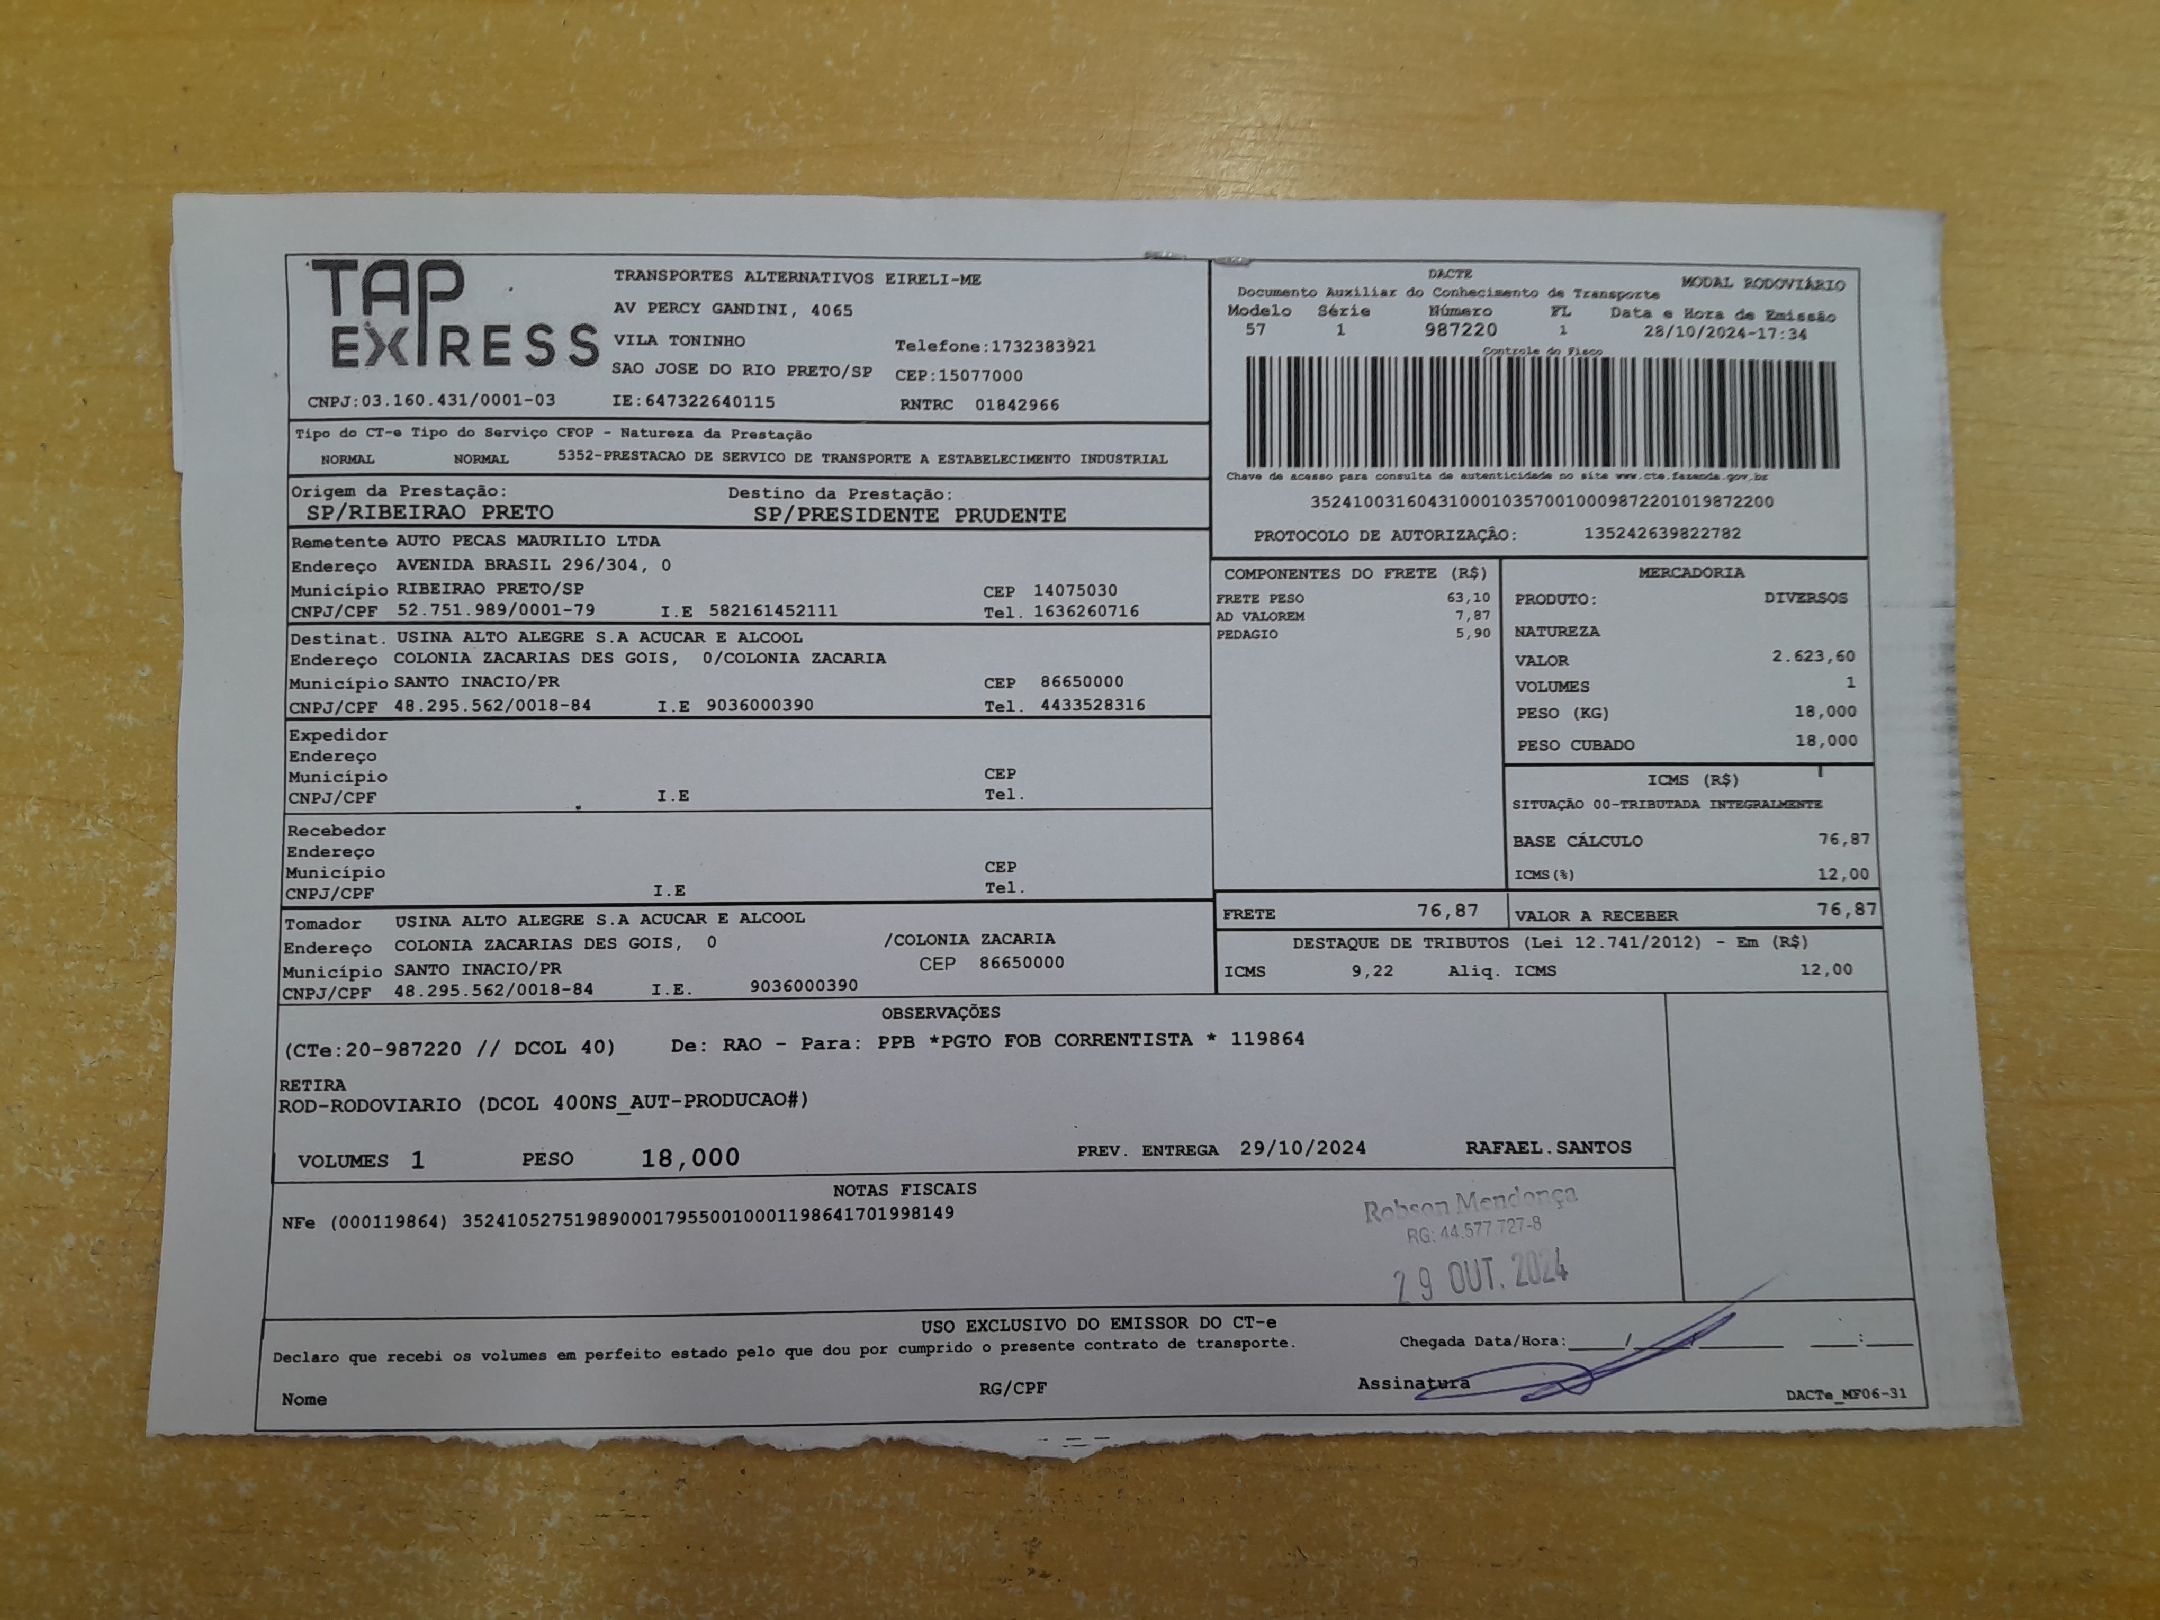 TAP
EXPRESS
TRANSPORTES ALTERNATIVOS EIRELI-ME
AV PERCY GANDINI, 4065
VILA TONINHO Telefone:1732383921
SAO JOSE DO RIO PRETO/SP CEP:15077000
CNPJ:03.160.431/0001-03 IE:647322640115 RNTRC 01842966
DACTE MODAL RODOVIÁRIO
Documento Auxiliar do Conhecimento de Transporte
Modelo Série Número FL Data e Hora de Emissão
57 1 987220 1 28/10/2024-17:34
Controle do Fisco
Chave de acesso para consulta de autenticidade no site www.cte.fazenda.gov.br
35241003160431000103570010009872201019872200
PROTOCOLO DE AUTORIZAÇÃO: 135242639822782
Tipo do CT-e Tipo do Serviço CFOP - Natureza da Prestação
NORMAL NORMAL 5352-PRESTACAO DE SERVICO DE TRANSPORTE A ESTABELECIMENTO INDUSTRIAL
Origem da Prestação: Destino da Prestação:
SP/RIBEIRAO PRETO SP/PRESIDENTE PRUDENTE
Remetente AUTO PECAS MAURILIO LTDA
Endereço AVENIDA BRASIL 296/304, 0
Município RIBEIRAO PRETO/SP CEP 14075030
CNPJ/CPF 52.751.989/0001-79 I.E 582161452111 Tel. 1636260716
Destinat. USINA ALTO ALEGRE S.A ACUCAR E ALCOOL
Endereço COLONIA ZACARIAS DES GOIS, 0/COLONIA ZACARIA
Município SANTO INACIO/PR CEP 86650000
CNPJ/CPF 48.295.562/0018-84 I.E 9036000390 Tel. 4433528316
Expedidor
Endereço
Município CEP
CNPJ/CPF I.E Tel.
Recebedor
Endereço
Município CEP
CNPJ/CPF I.E Tel.
Tomador USINA ALTO ALEGRE S.A ACUCAR E ALCOOL
Endereço COLONIA ZACARIAS DES GOIS, 0 /COLONIA ZACARIA
Município SANTO INACIO/PR CEP 86650000
CNPJ/CPF 48.295.562/0018-84 I.E. 9036000390
COMPONENTES DO FRETE (R$)
FRETE PESO 63,10
AD VALOREM 7,87
PEDAGIO 5,90
MERCADORIA
PRODUTO: DIVERSOS
NATUREZA
VALOR 2.623,60
VOLUMES 1
PESO (KG) 18,000
PESO CUBADO 18,000
ICMS (R$)
SITUAÇÃO 00-TRIBUTADA INTEGRALMENTE
BASE CÁLCULO 76,87
ICMS(%) 12,00
FRETE 76,87 VALOR A RECEBER 76,87
DESTAQUE DE TRIBUTOS (Lei 12.741/2012) - Em (R$)
ICMS 9,22 Aliq. ICMS 12,00
OBSERVAÇÕES
(CTe:20-987220 // DCOL 40) De: RAO - Para: PPB *PGTO FOB CORRENTISTA * 119864
RETIRA
ROD-RODOVIARIO (DCOL 400NS_AUT-PRODUCAO#)
VOLUMES 1 PESO 18,000 PREV. ENTREGA 29/10/2024 RAFAEL.SANTOS
NOTAS FISCAIS
NFe (000119864) 35241052751989000179550010001198641701998149
Robson Mendonça
RG: 44.577.727-8
29 OUT. 2024
USO EXCLUSIVO DO EMISSOR DO CT-e
Declaro que recebi os volumes em perfeito estado pelo que dou por cumprido o presente contrato de transporte. Chegada Data/Hora:____/____/______ ___:___
Nome RG/CPF Assinatura DACTe_MF06-31